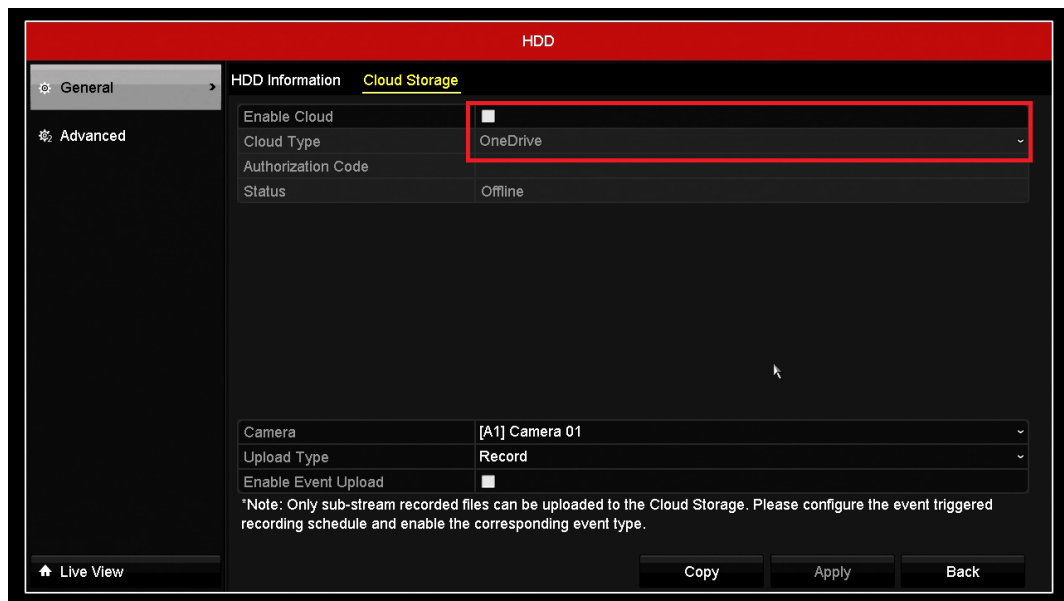 HDD
General
HDD Information Cloud Storage
Enable Cloud
Advanced
Cloud Type OneDrive
Authorization Code
Status Offline
Camera [A1] Camera 01
Upload Type Record
Enable Event Upload
*Note: Only sub-stream recorded files can be uploaded to the Cloud Storage. Please configure the event triggered
recording schedule and enable the corresponding event type.
Live View Copy Apply Back